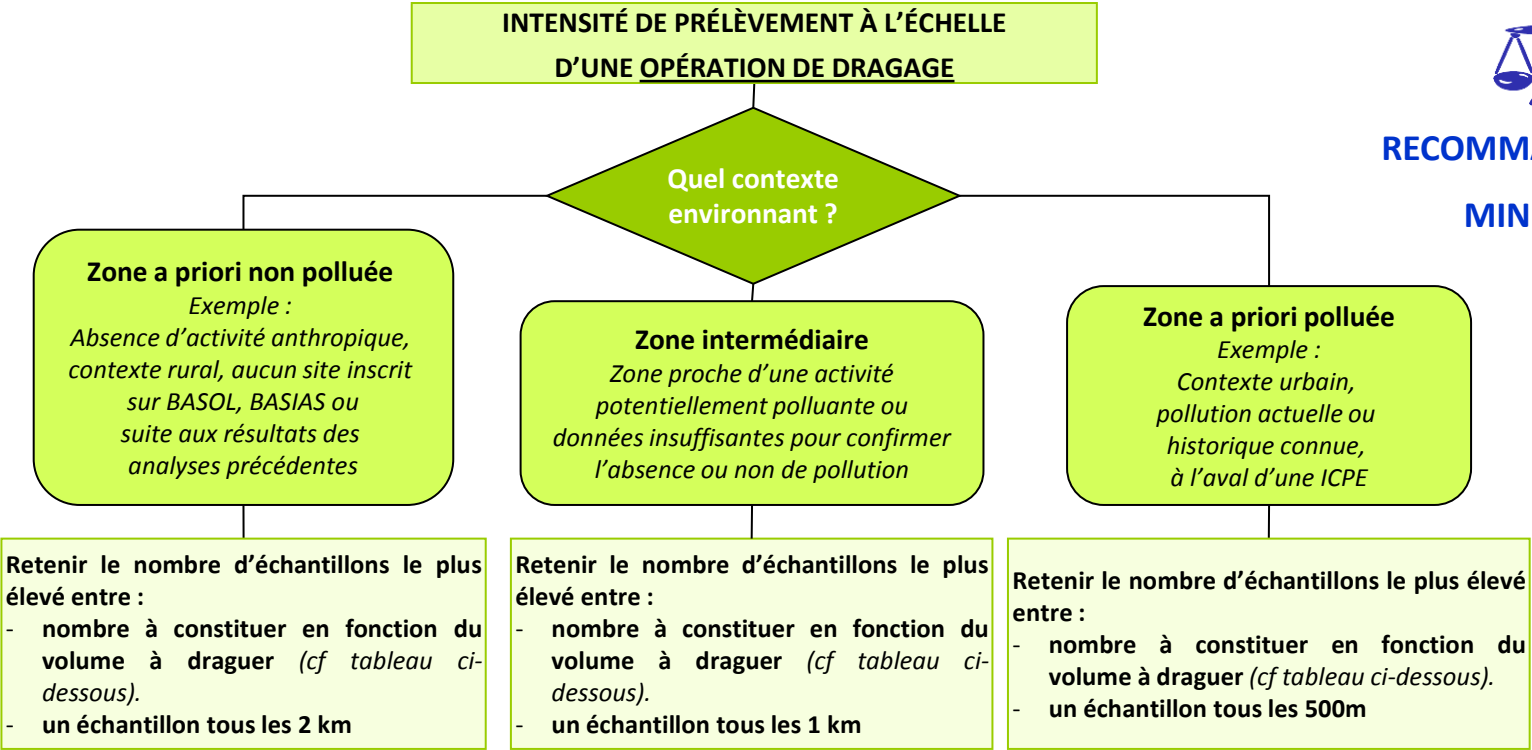 INTENSITÉ DE PRÉLÈVEMENT À L’ÉCHELLE
D’UNE OPÉRATION DE DRAGAGE
RECOMMA
MIN
Quel contexte
environnant ?
Zone a priori non polluée
Exemple :
Absence d’activité anthropique,
contexte rural, aucun site inscrit
sur BASOL, BASIAS ou
suite aux résultats des
analyses précédentes
Zone intermédiaire
Zone proche d’une activité
potentiellement polluante ou
données insuffisantes pour confirmer
l’absence ou non de pollution
Zone a priori polluée
Exemple :
Contexte urbain,
pollution actuelle ou
historique connue,
à l’aval d’une ICPE
Retenir le nombre d’échantillons le plus
élevé entre :
- nombre à constituer en fonction du
volume à draguer (cf tableau ci-
dessous).
- un échantillon tous les 2 km
Retenir le nombre d’échantillons le plus
élevé entre :
- nombre à constituer en fonction du
volume à draguer (cf tableau ci-
dessous).
- un échantillon tous les 1 km
Retenir le nombre d’échantillons le plus élevé
entre :
- nombre à constituer en fonction du
volume à draguer (cf tableau ci-dessous).
- un échantillon tous les 500m